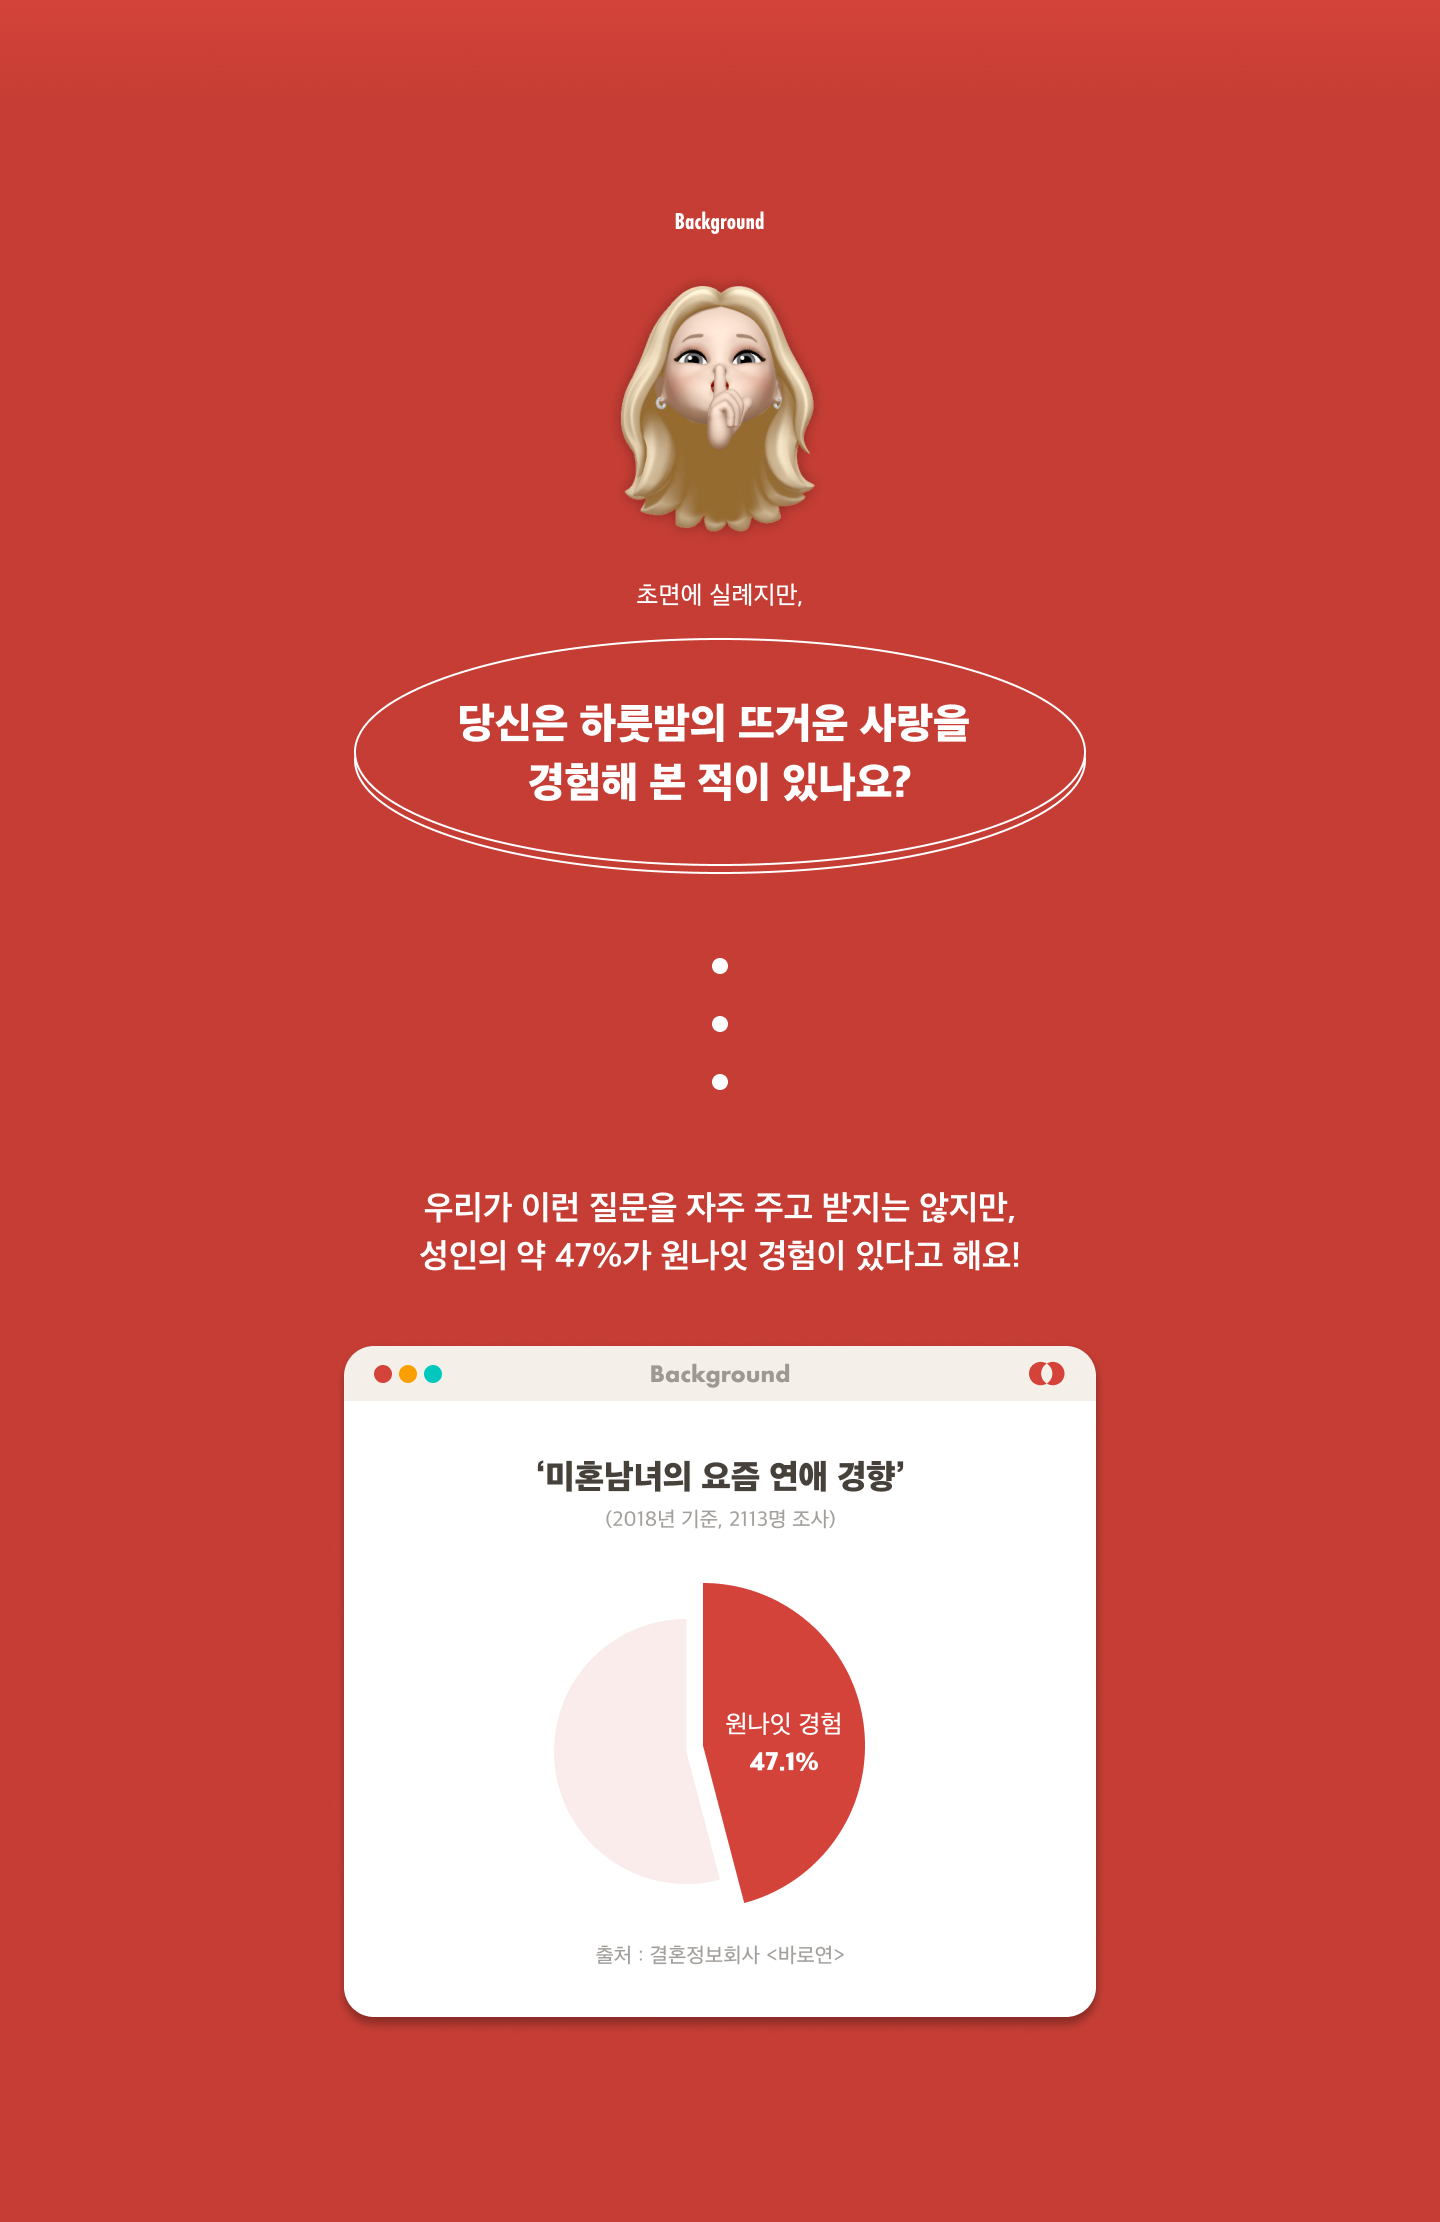 Background
초면에 실례지만,
당신은 하룻밤의 뜨거운 사랑을
경험해 본 적이 있나요?
우리가 이런 질문을 자주 주고 받지는 않지만,
성인의 약 47%가 원나잇 경험이 있다고 해요!
Background
‘미혼남녀의 요즘 연애 경향’
(2018년 기준, 2113명 조사)
원나잇 경험
47.1%
출처 : 결혼정보회사 <바로연>